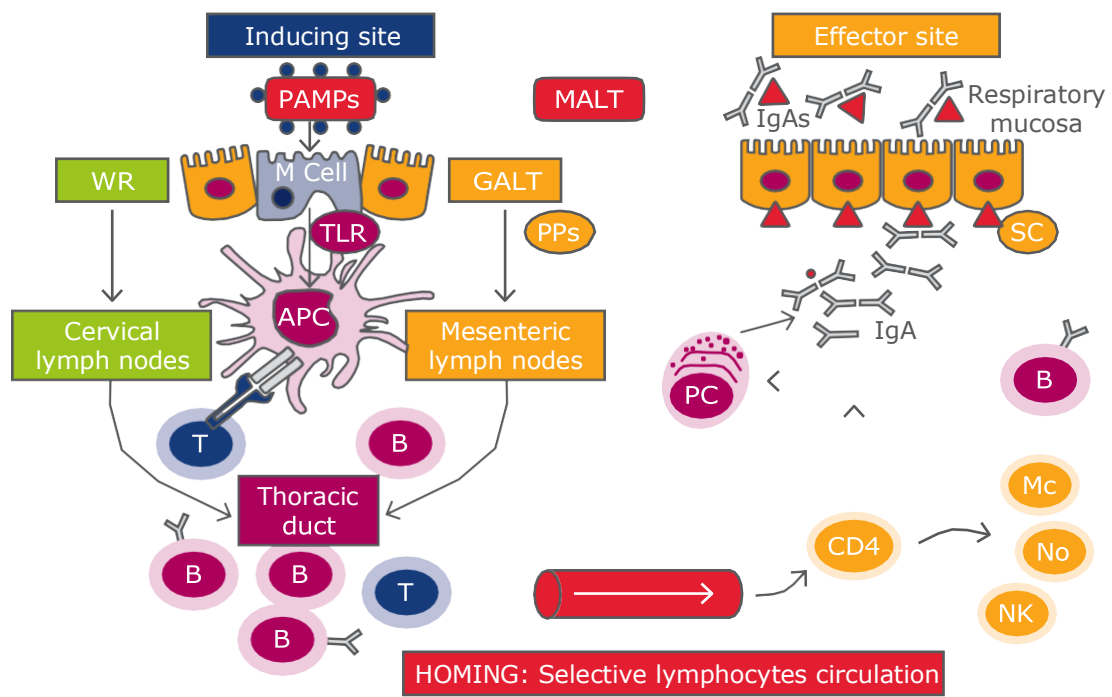 Inducing site
Effector site
PAMPs
MALT
IgAs
Respiratory
mucosa
WR
M Cell
GALT
TLR
PPs
SC
APC
Cervical
lymph nodes
Mesenteric
lymph nodes
IgA
PC
B
T
B
Thoracic
duct
Mc
CD4
No
B
B
T
NK
B
HOMING: Selective lymphocytes circulation